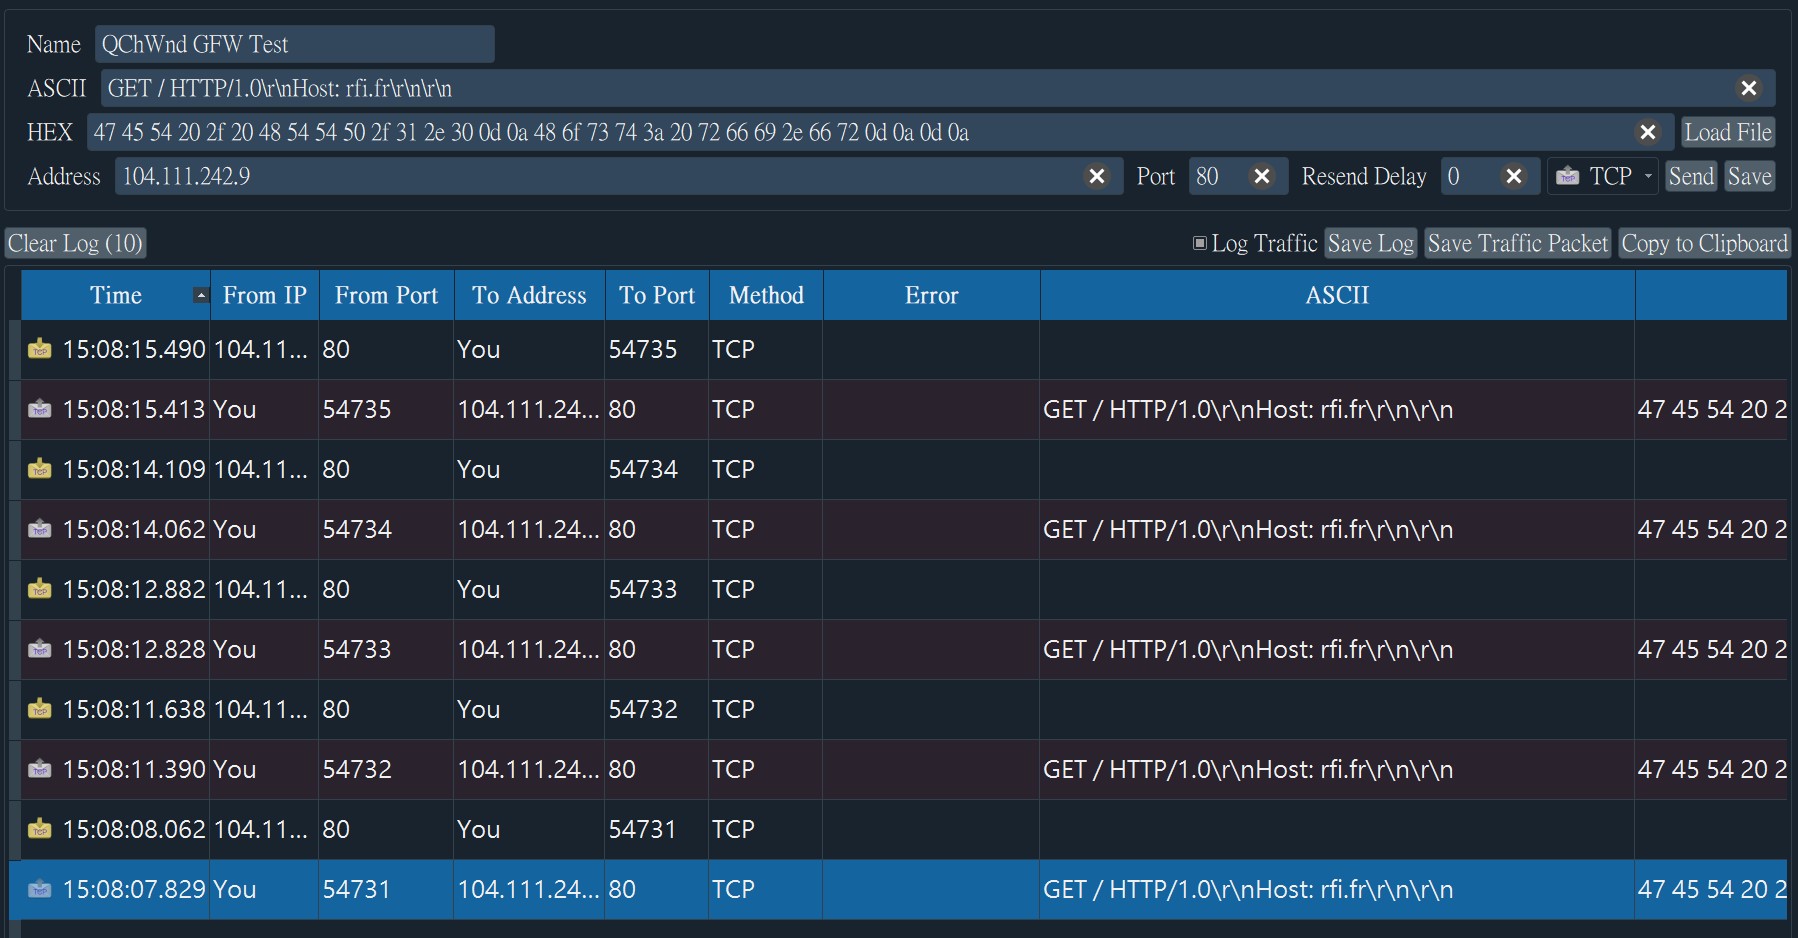 Name QChWnd GFW Test
ASCII GET / HTTP/1.0\r\nHost: rfi.fr\r\n\r\n
HEX 47 45 54 20 2f 20 48 54 54 50 2f 31 2e 30 0d 0a 48 6f 73 74 3a 20 72 66 69 2e 66 72 0d 0a 0d 0a Load File
Address 104.111.242.9 Port 80 Resend Delay 0 TCP Send Save
Clear Log (10) Log Traffic Save Log Save Traffic Packet Copy to Clipboard
Time From IP From Port To Address To Port Method Error ASCII
TCP 15:08:15.490 104.11... 80 You 54735 TCP
TCP 15:08:15.413 You 54735 104.111.24... 80 TCP GET / HTTP/1.0\r\nHost: rfi.fr\r\n\r\n 47 45 54 20 2
TCP 15:08:14.109 104.11... 80 You 54734 TCP
TCP 15:08:14.062 You 54734 104.111.24... 80 TCP GET / HTTP/1.0\r\nHost: rfi.fr\r\n\r\n 47 45 54 20 2
TCP 15:08:12.882 104.11... 80 You 54733 TCP
TCP 15:08:12.828 You 54733 104.111.24... 80 TCP GET / HTTP/1.0\r\nHost: rfi.fr\r\n\r\n 47 45 54 20 2
TCP 15:08:11.638 104.11... 80 You 54732 TCP
TCP 15:08:11.390 You 54732 104.111.24... 80 TCP GET / HTTP/1.0\r\nHost: rfi.fr\r\n\r\n 47 45 54 20 2
TCP 15:08:08.062 104.11... 80 You 54731 TCP
TCP 15:08:07.829 You 54731 104.111.24... 80 TCP GET / HTTP/1.0\r\nHost: rfi.fr\r\n\r\n 47 45 54 20 2